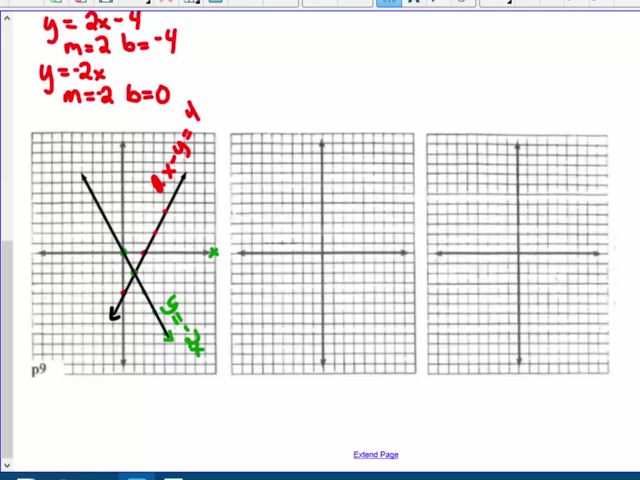 y = 2x - 4
m = 2 b = -4
y = -2x
m = -2 b = 0
2x - y = 4
x
y = -2x
p9
Extend Page